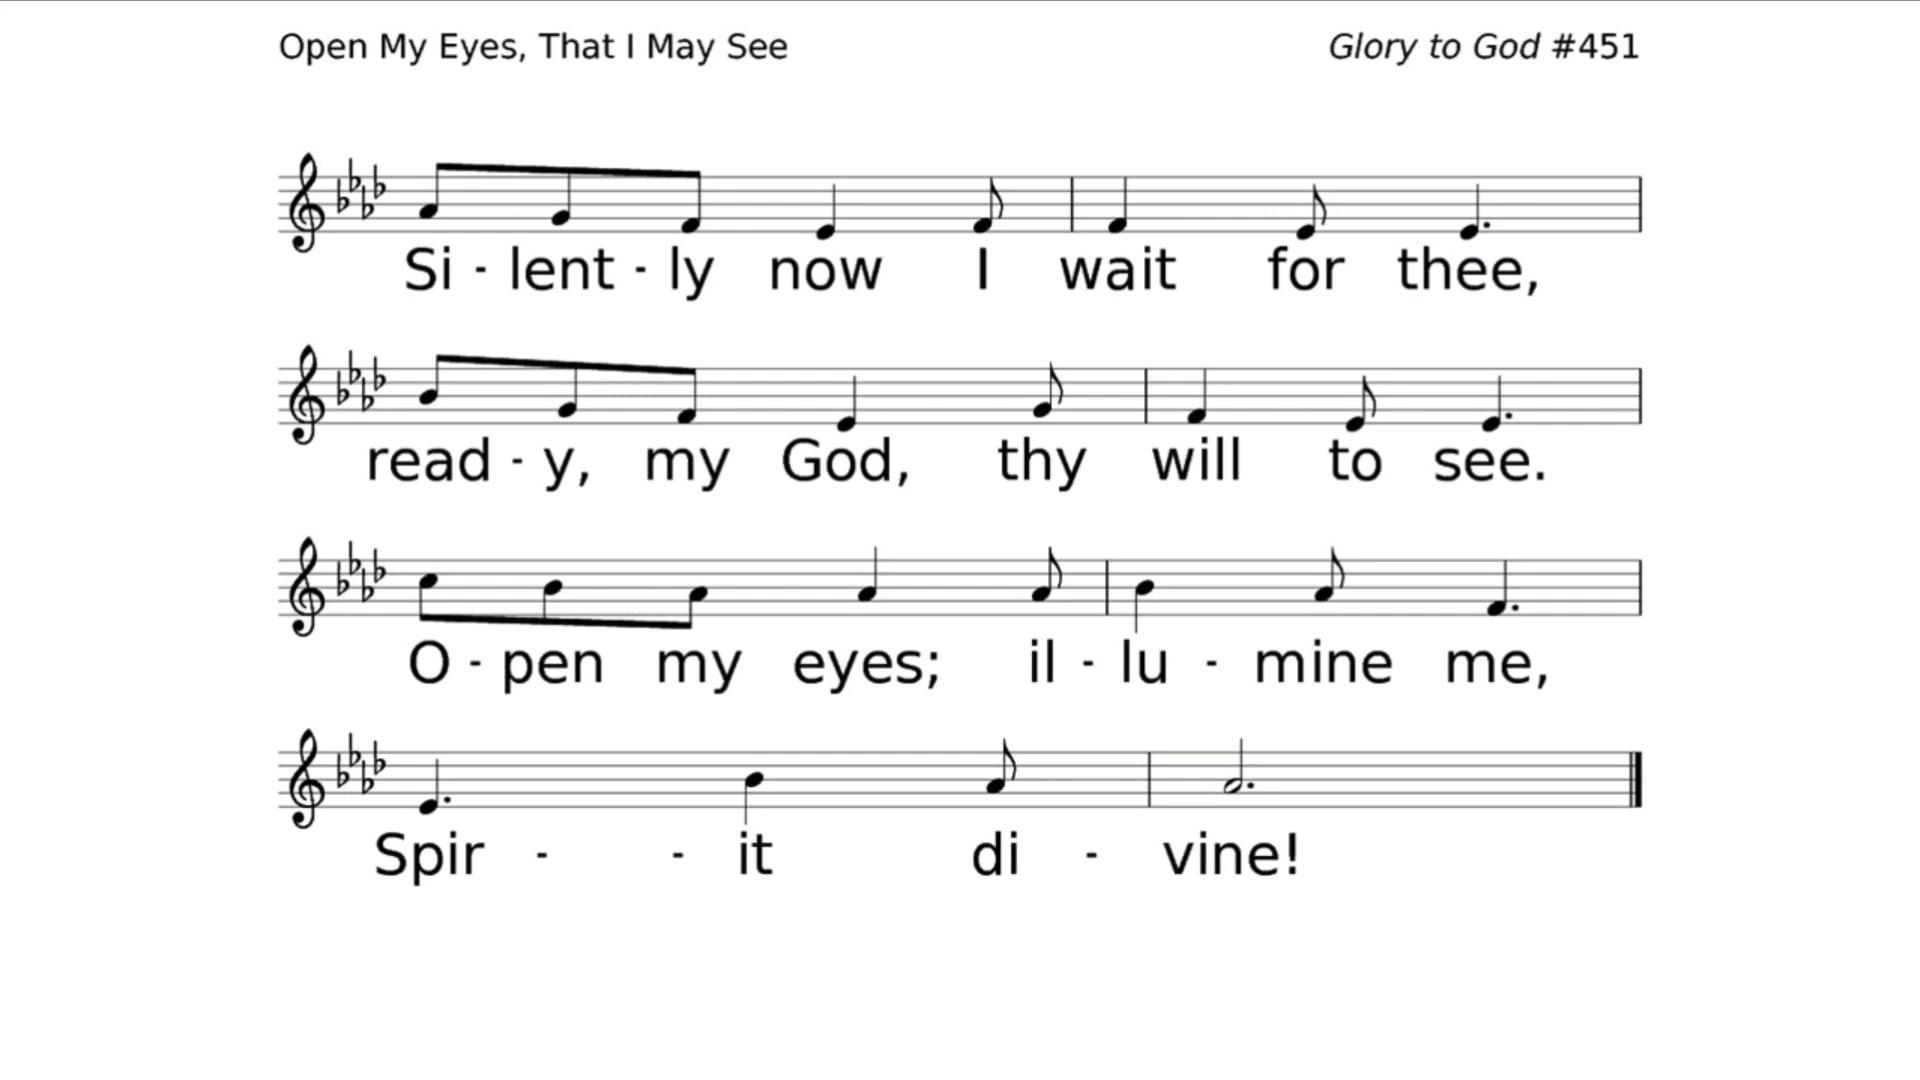 Open My Eyes, That I May See Glory to God #451
Si - lent - ly now I wait for thee,
read - y, my God, thy will to see.
O - pen my eyes; il - lu - mine me,
Spir - - it di - vine!